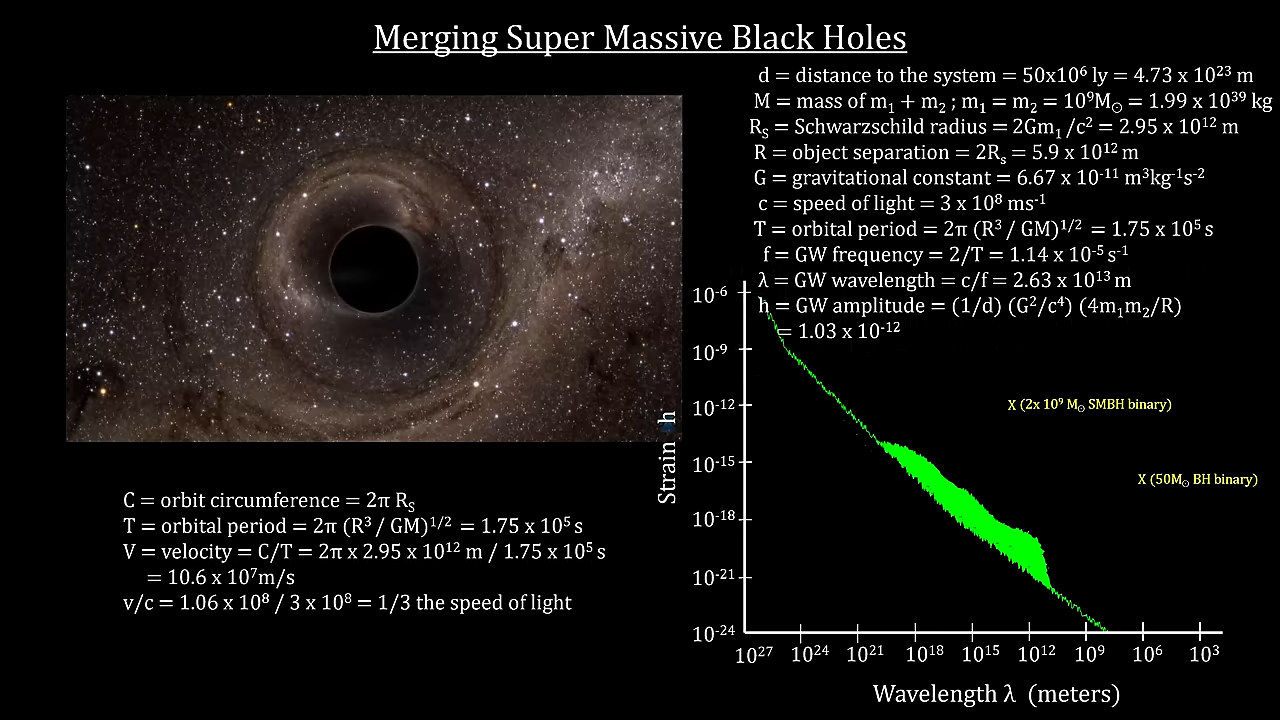 Merging Super Massive Black Holes
d = distance to the system = 50x10⁶ ly = 4.73 x 10²³ m
M = mass of m₁ + m₂ ; m₁ = m₂ = 10⁹M☉ = 1.99 x 10³⁹ kg
Rₛ = Schwarzschild radius = 2Gm₁/c² = 2.95 x 10¹² m
R = object separation = 2Rₛ = 5.9 x 10¹² m
G = gravitational constant = 6.67 x 10⁻¹¹ m³kg⁻¹s⁻²
c = speed of light = 3 x 10⁸ ms⁻¹
T = orbital period = 2π (R³ / GM)¹ᐟ² = 1.75 x 10⁵ s
f = GW frequency = 2/T = 1.14 x 10⁻⁵ s⁻¹
λ = GW wavelength = c/f = 2.63 x 10¹³ m
h = GW amplitude = (1/d) (G²/c⁴) (4m₁m₂/R)
= 1.03 x 10⁻¹²
C = orbit circumference = 2π Rₛ
T = orbital period = 2π (R³ / GM)¹ᐟ² = 1.75 x 10⁵ s
V = velocity = C/T = 2π x 2.95 x 10¹² m / 1.75 x 10⁵ s
= 10.6 x 10⁷m/s
v/c = 1.06 x 10⁸ / 3 x 10⁸ = 1/3 the speed of light
Strain h
10⁻⁶
10⁻⁹
10⁻¹²
10⁻¹⁵
10⁻¹⁸
10⁻²¹
10⁻²⁴
X (2x 10⁹ M☉ SMBH binary)
X (50M☉ BH binary)
10²⁷ 10²⁴ 10²¹ 10¹⁸ 10¹⁵ 10¹² 10⁹ 10⁶ 10³
Wavelength λ (meters)